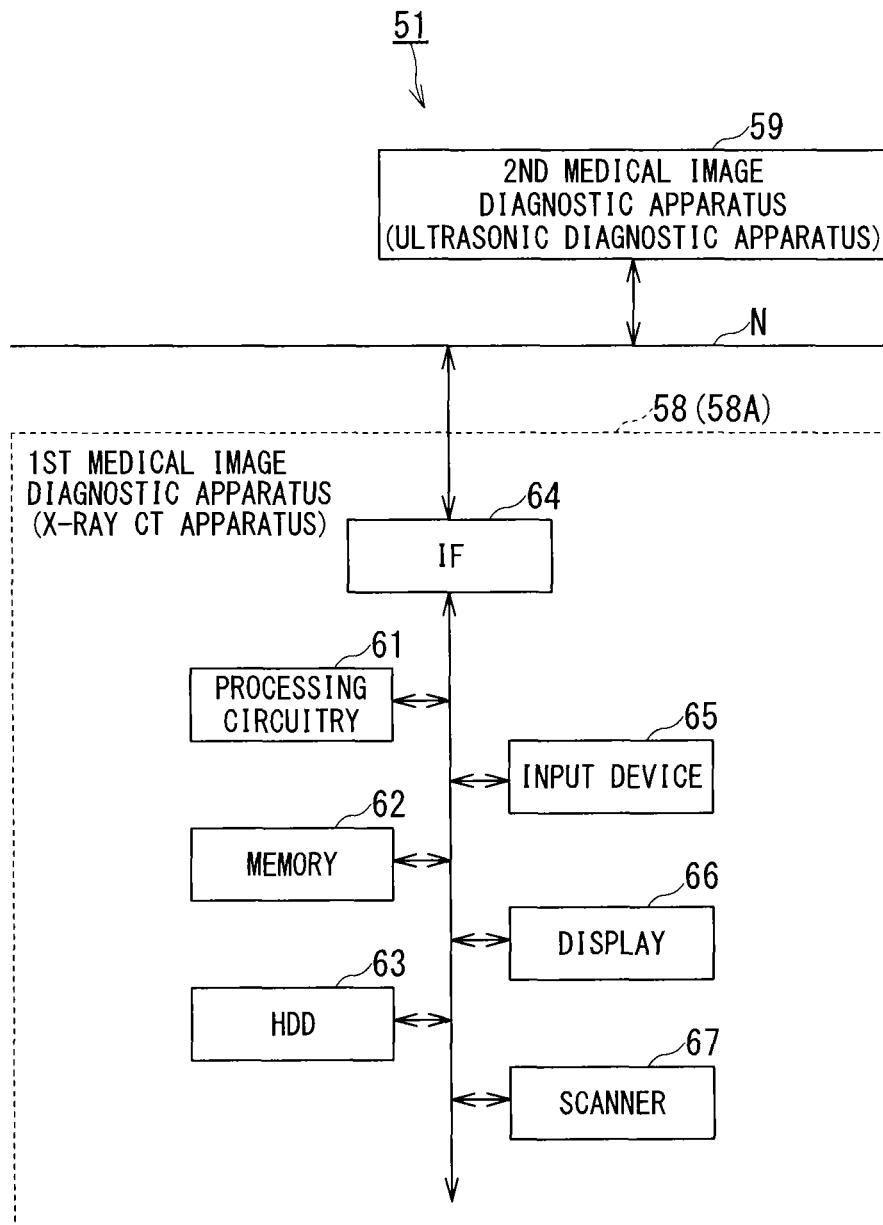 51
59
2ND MEDICAL IMAGE
DIAGNOSTIC APPARATUS
(ULTRASONIC DIAGNOSTIC APPARATUS)
N
58 (58A)
1ST MEDICAL IMAGE
DIAGNOSTIC APPARATUS
(X-RAY CT APPARATUS)
64
IF
61
PROCESSING
CIRCUITRY
65
INPUT DEVICE
62
MEMORY
66
DISPLAY
63
HDD
67
SCANNER